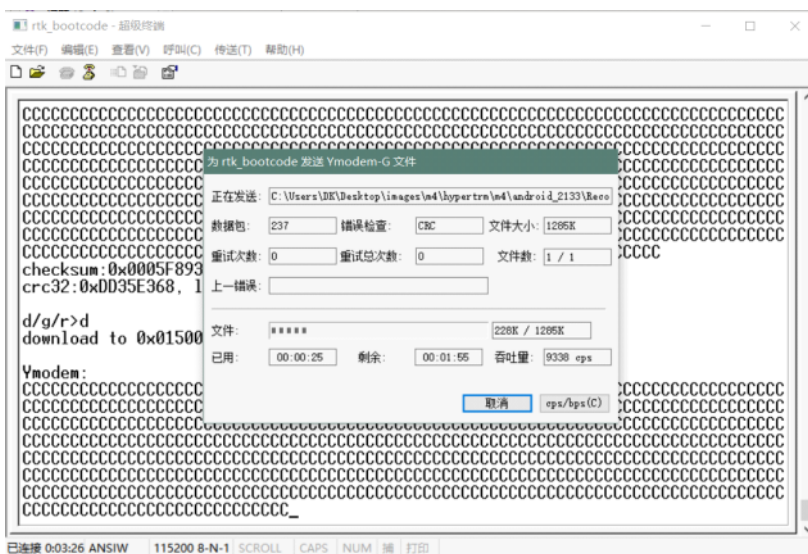 rtk_bootcode - 超级终端
文件(F) 编辑(E) 查看(V) 呼叫(C) 传送(T) 帮助(H)
CCCCCCCCCCCCCCCCCCCCCCCCCCCCCCCCCCCCCCCCCCCCCCCCCCCCCCCCCCCCCCCCCCCCCCCCCCCCCCCC
CCCCCCCCCCCCCCCCCCCCCCCCCCCCCCCCCCCCCCCCCCCCCCCCCCCCCCCCCCCCCCCCCCCCCCCCCCCCCCCC
checksum:0x0005F893
crc32:0xDD35E368, l
d/g/r>d
download to 0x01500
Ymodem:
CCCCCCCCCCCCCCCCCCCCCCCCCCCC_
为 rtk_bootcode 发送 Ymodem-G 文件
正在发送: C:\Users\DK\Desktop\images\m4\hypertrm\m4\android_2133\Reco
数据包: 237 错误检查: CRC 文件大小: 1285K
重试次数: 0 重试总次数: 0 文件数: 1 / 1
上一错误:
文件: 228K / 1285K
已用: 00:00:25 剩余: 00:01:55 吞吐量: 9338 cps
取消 cps/bps(C)
已连接 0:03:26 ANSIW 115200 8-N-1 SCROLL CAPS NUM 捕 打印